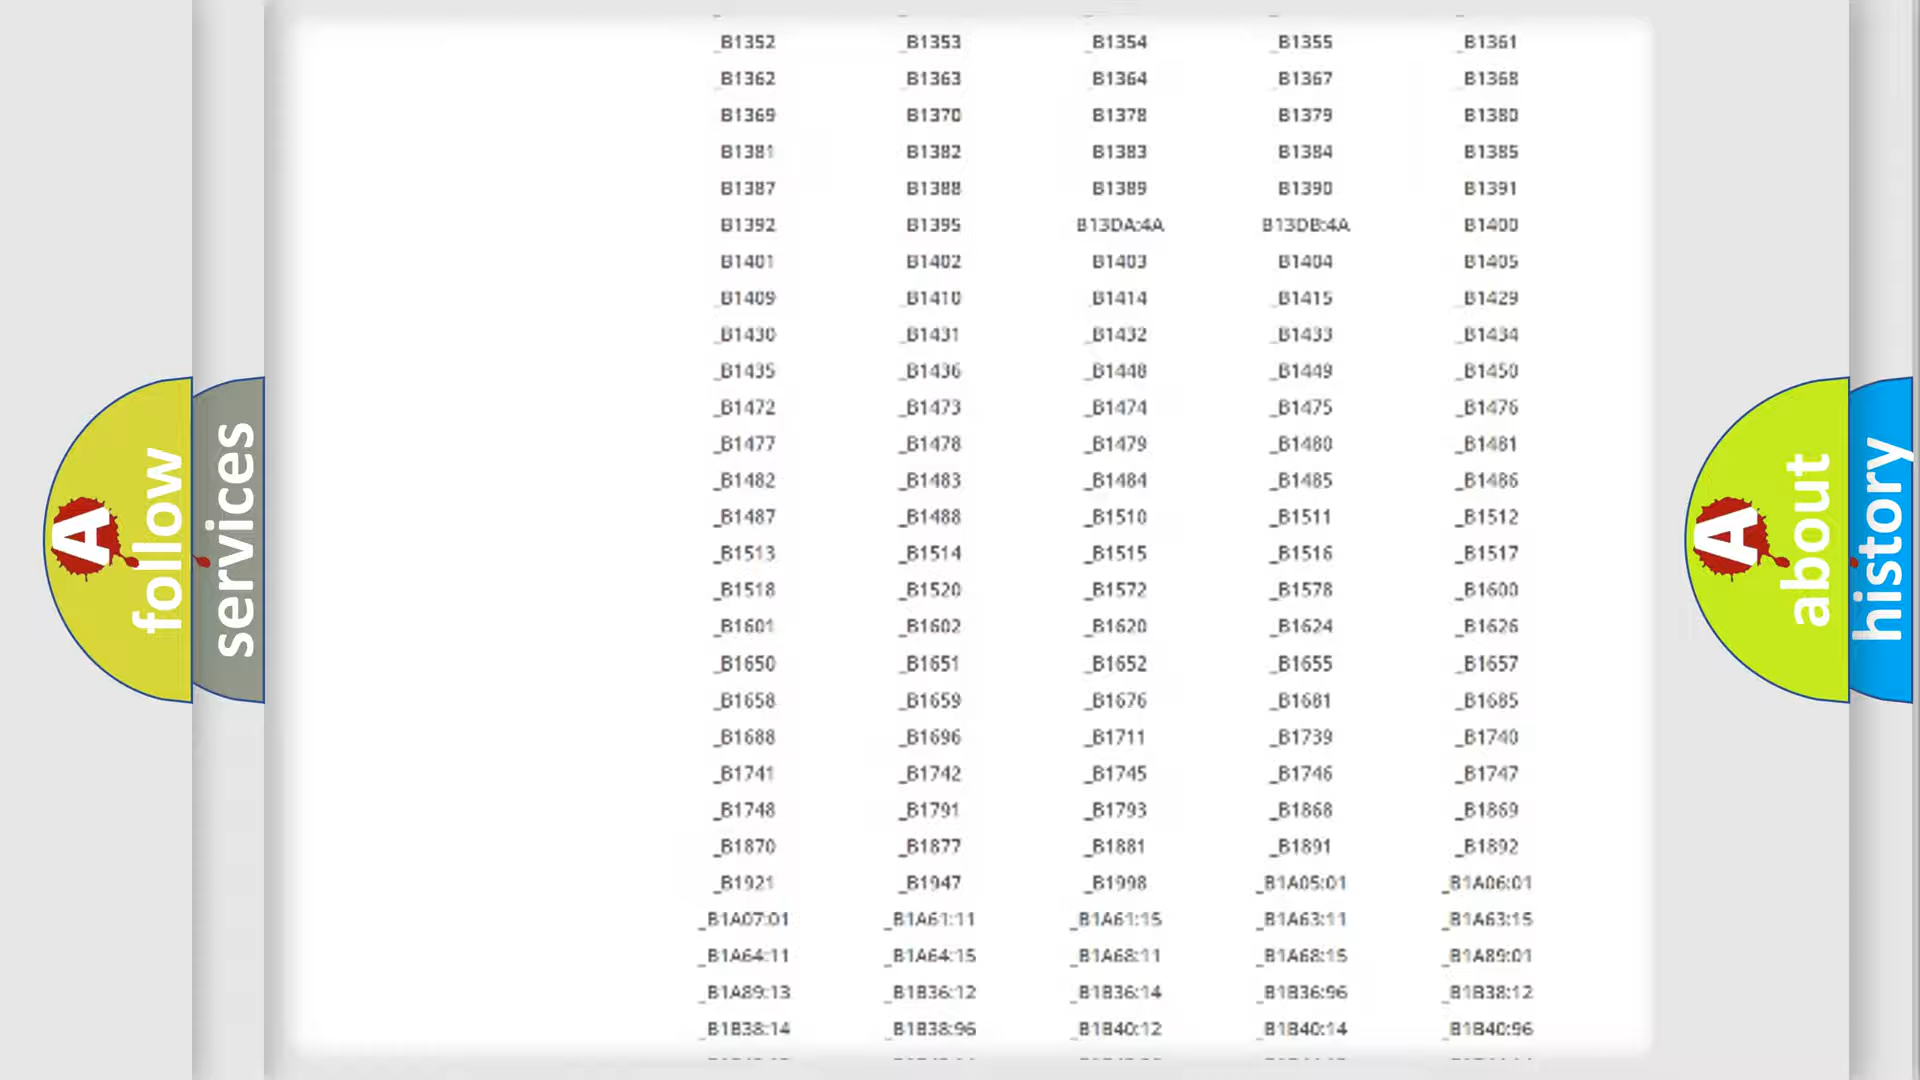 _B1352 _B1353 _B1354 _B1355 _B1361
_B1362 _B1363 _B1364 _B1367 _B1368
B1369 B1370 B1378 B1379 B1380
B1381 B1382 B1383 B1384 B1385
B1387 B1388 B1389 B1390 B1391
B1392 B1395 B13DA:4A B13DB:4A B1400
B1401 B1402 B1403 B1404 B1405
_B1409 _B1410 _B1414 _B1415 _B1429
_B1430 _B1431 _B1432 _B1433 _B1434
_B1435 _B1436 _B1448 _B1449 _B1450
_B1472 _B1473 _B1474 _B1475 _B1476
_B1477 _B1478 _B1479 _B1480 _B1481
_B1482 _B1483 _B1484 _B1485 _B1486
_B1487 _B1488 _B1510 _B1511 _B1512
_B1513 _B1514 _B1515 _B1516 _B1517
_B1518 _B1520 _B1572 _B1578 _B1600
_B1601 _B1602 _B1620 _B1624 _B1626
_B1650 _B1651 _B1652 _B1655 _B1657
_B1658 _B1659 _B1676 _B1681 _B1685
_B1688 _B1696 _B1711 _B1739 _B1740
_B1741 _B1742 _B1745 _B1746 _B1747
_B1748 _B1791 _B1793 _B1868 _B1869
_B1870 _B1877 _B1881 _B1891 _B1892
_B1921 _B1947 _B1998 _B1A05:01 _B1A06:01
_B1A07:01 _B1A61:11 _B1A61:15 _B1A63:11 _B1A63:15
_B1A64:11 _B1A64:15 _B1A68:11 _B1A68:15 _B1A89:01
_B1A89:13 _B1B36:12 _B1B36:14 _B1B36:96 _B1B38:12
_B1B38:14 _B1B38:96 _B1B40:12 _B1B40:14 _B1B40:96
A
follow
services
A
about
history